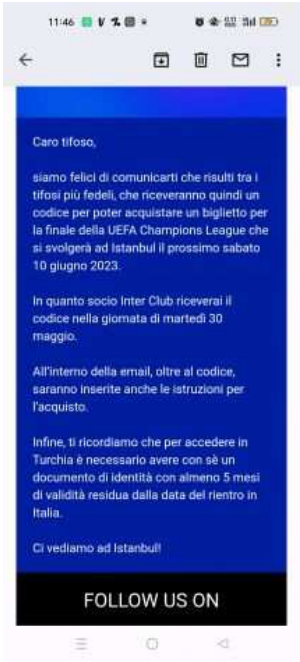 11:46
Caro tifoso,
siamo felici di comunicarti che risulti tra i
tifosi più fedeli, che riceveranno quindi un
codice per poter acquistare un biglietto per
la finale della UEFA Champions League che
si svolgerà ad Istanbul il prossimo sabato
10 giugno 2023.
In quanto socio Inter Club riceverai il
codice nella giornata di martedì 30
maggio.
All'interno della email, oltre al codice,
saranno inserite anche le istruzioni per
l'acquisto.
Infine, ti ricordiamo che per accedere in
Turchia è necessario avere con sè un
documento di identità con almeno 5 mesi
di validità residua dalla data del rientro in
Italia.
Ci vediamo ad Istanbul!
FOLLOW US ON